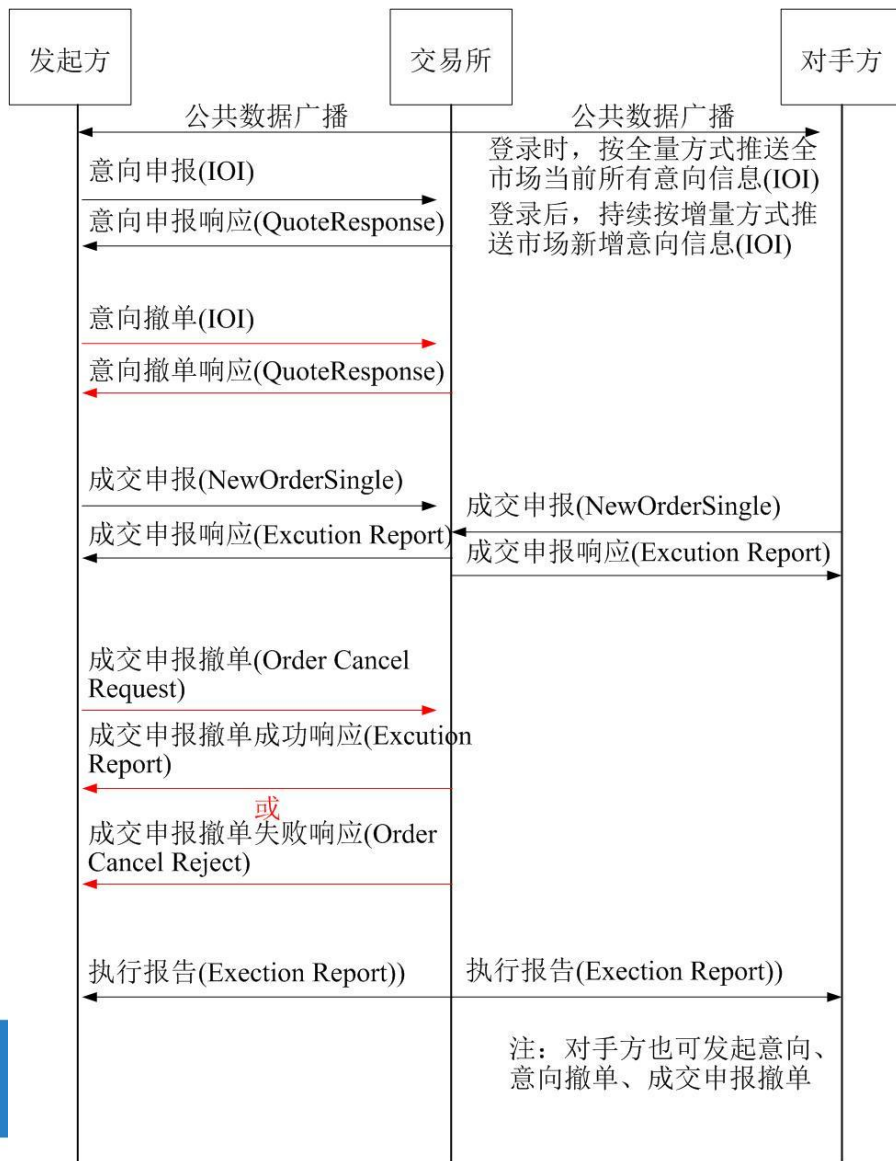 发起方
交易所
对手方
公共数据广播
公共数据广播
登录时，按全量方式推送全
市场当前所有意向信息(IOI)
意向申报(IOI)
登录后，持续按增量方式推
送市场新增意向信息(IOI)
意向申报响应(QuoteResponse)
意向撤单(IOI)
意向撤单响应(QuoteResponse)
成交申报(NewOrderSingle)
成交申报(NewOrderSingle)
成交申报响应(Excution Report)
成交申报响应(Excution Report)
成交申报撤单(Order Cancel
Request)
成交申报撤单成功响应(Excution
Report)
或
成交申报撤单失败响应(Order
Cancel Reject)
执行报告(Exection Report))
执行报告(Exection Report))
注：对手方也可发起意向、
意向撤单、成交申报撤单